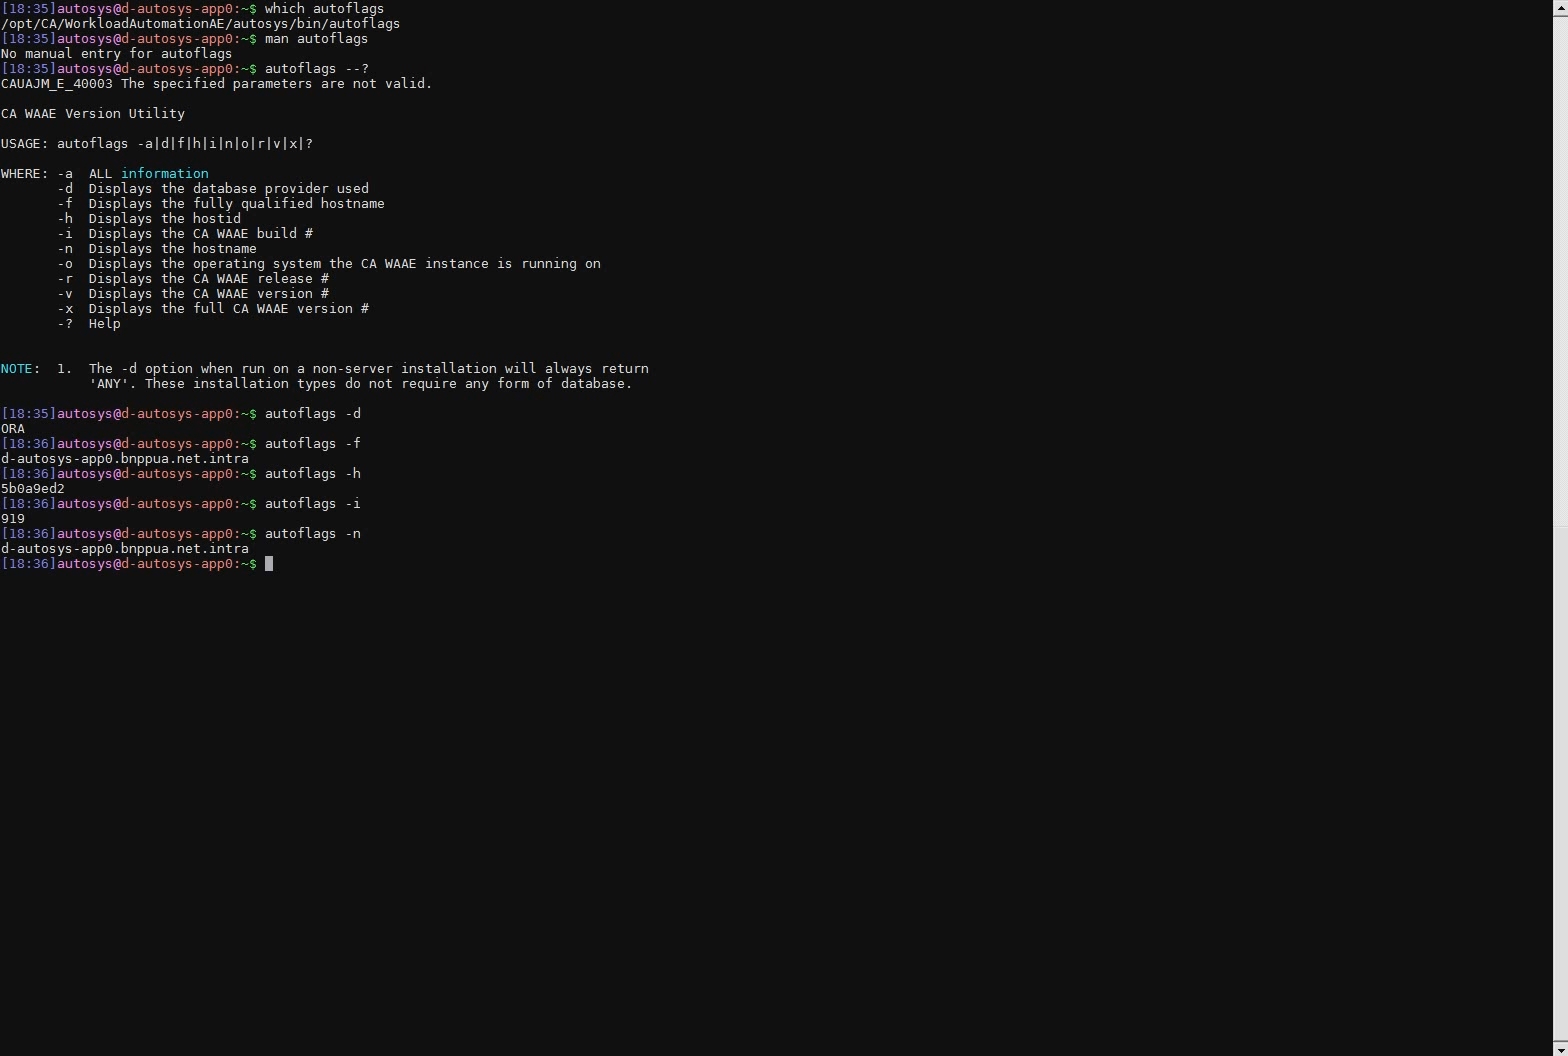 [18:35]autosys@d-autosys-app0:~$ which autoflags
/opt/CA/WorkloadAutomationAE/autosys/bin/autoflags
[18:35]autosys@d-autosys-app0:~$ man autoflags
No manual entry for autoflags
[18:35]autosys@d-autosys-app0:~$ autoflags --?
CAUAJM_E_40003 The specified parameters are not valid.

CA WAAE Version Utility

USAGE: autoflags -a|d|f|h|i|n|o|r|v|x|?

WHERE: -a  ALL information
       -d  Displays the database provider used
       -f  Displays the fully qualified hostname
       -h  Displays the hostid
       -i  Displays the CA WAAE build #
       -n  Displays the hostname
       -o  Displays the operating system the CA WAAE instance is running on
       -r  Displays the CA WAAE release #
       -v  Displays the CA WAAE version #
       -x  Displays the full CA WAAE version #
       -?  Help

NOTE:  1.  The -d option when run on a non-server installation will always return
           'ANY'. These installation types do not require any form of database.

[18:35]autosys@d-autosys-app0:~$ autoflags -d
ORA
[18:36]autosys@d-autosys-app0:~$ autoflags -f
d-autosys-app0.bnppua.net.intra
[18:36]autosys@d-autosys-app0:~$ autoflags -h
5b0a9ed2
[18:36]autosys@d-autosys-app0:~$ autoflags -i
919
[18:36]autosys@d-autosys-app0:~$ autoflags -n
d-autosys-app0.bnppua.net.intra
[18:36]autosys@d-autosys-app0:~$